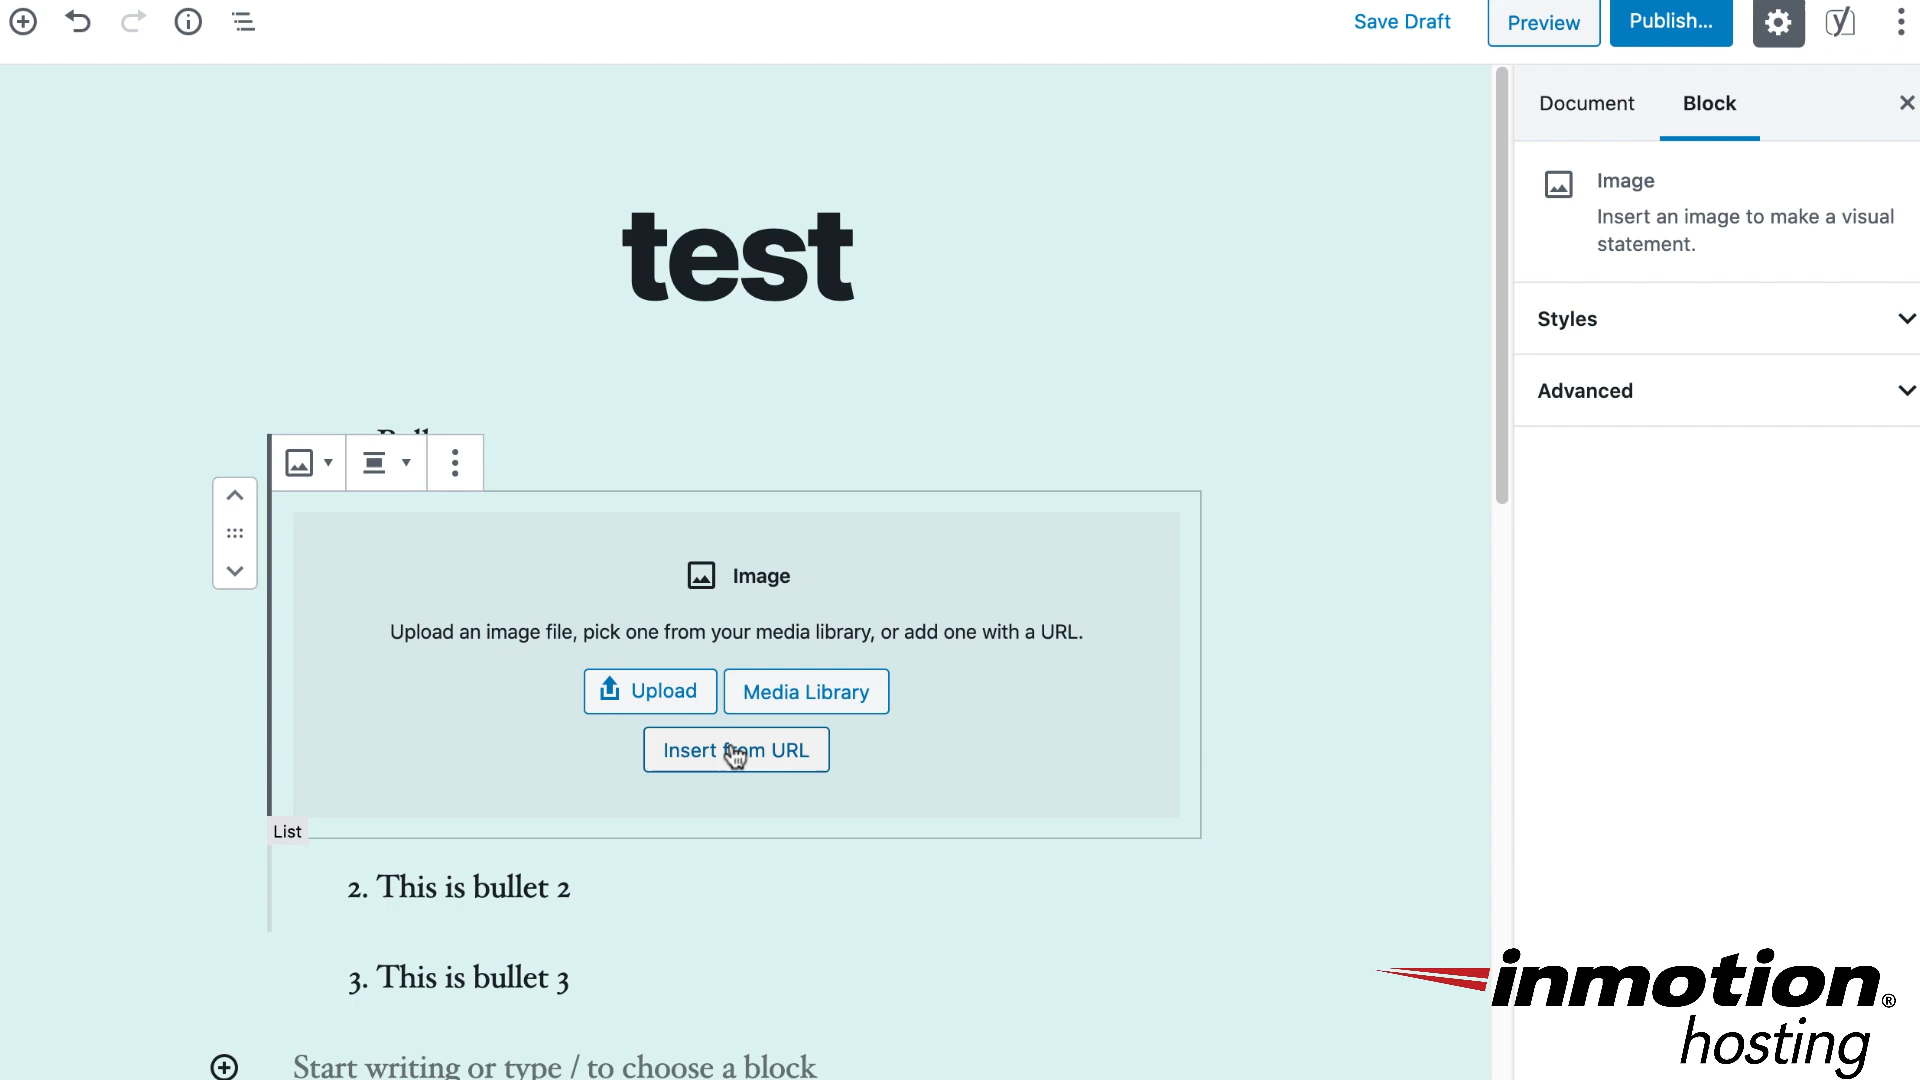 Save Draft
Preview
Publish...
Document
Block
Image
Insert an image to make a visual
statement.
Styles
Advanced
test
Image
Upload an image file, pick one from your media library, or add one with a URL.
Upload
Media Library
Insert from URL
List
2. This is bullet 2
3. This is bullet 3
Start writing or type / to choose a block
inmotion®
hosting